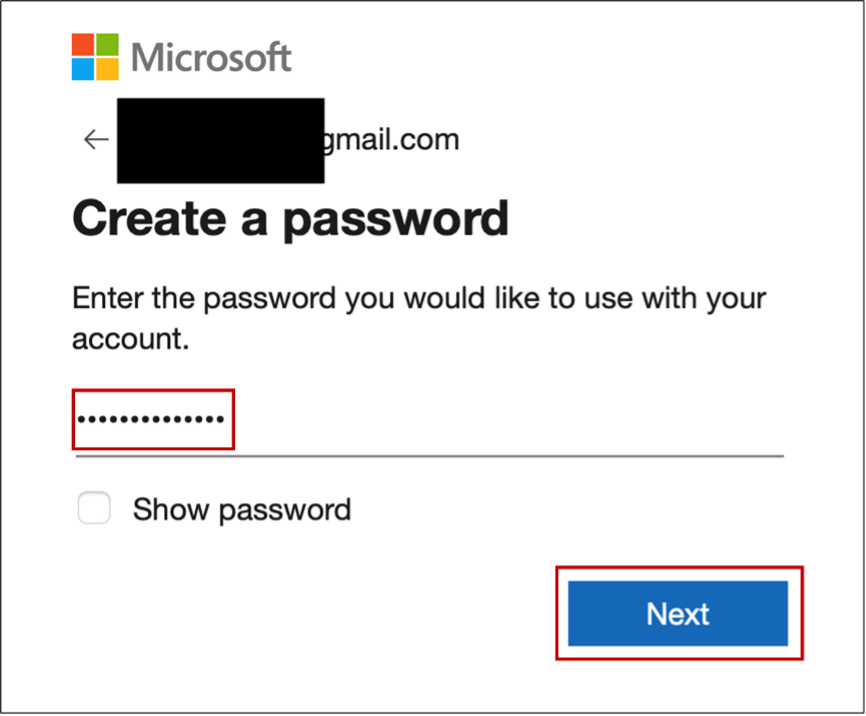 Microsoft
gmail.com
Create a password
Enter the password you would like to use with your
account.
••••••••••••••
Show password
Next